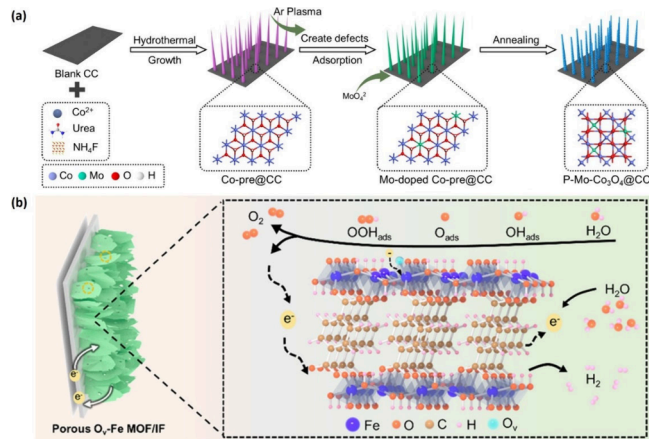 (a)
Ar Plasma
Hydrothermal
Growth
Create defects
Adsorption
Annealing
Blank CC
MoO₄²
Co²⁺
Urea
NH₄F
Co Mo O H
Co-pre@CC
Mo-doped Co-pre@CC
P-Mo-Co₃O₄@CC
(b)
O₂
OOHads
Oads
OHads
H₂O
H₂O
e⁻
e⁻
H₂
e⁻
e⁻
Porous Oᵥ-Fe MOF/IF
Fe O C H Oᵥ